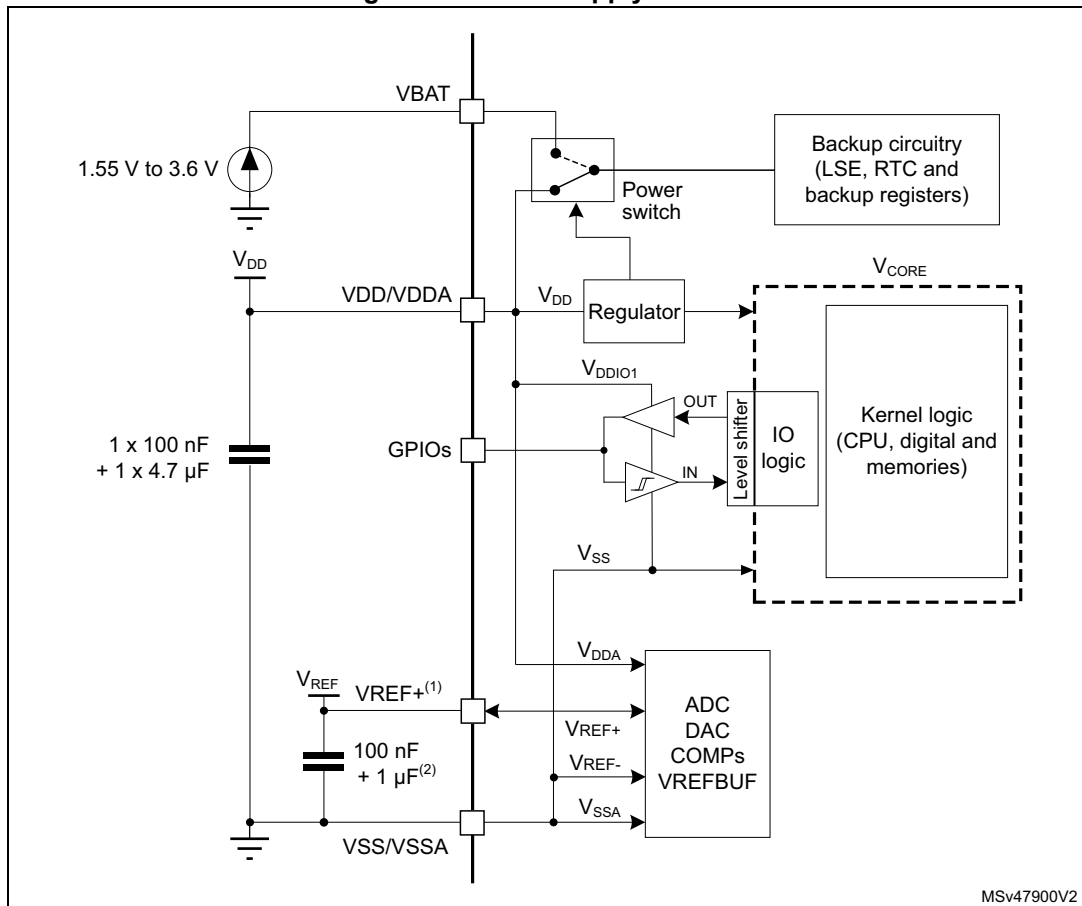 VBAT
1.55 V to 3.6 V
Power
switch
Backup circuitry
(LSE, RTC and
backup registers)
VDD
VDD/VDDA
VDD
Regulator
VCORE
VDDIO1
OUT
GPIOs
IN
Level shifter
IO
logic
Kernel logic
(CPU, digital and
memories)
1 x 100 nF
+ 1 x 4.7 µF
VSS
VDDA
VREF
VREF+(1)
VREF+
100 nF
+ 1 µF(2)
VREF-
ADC
DAC
COMPs
VREFBUF
VSSA
VSS/VSSA
MSv47900V2